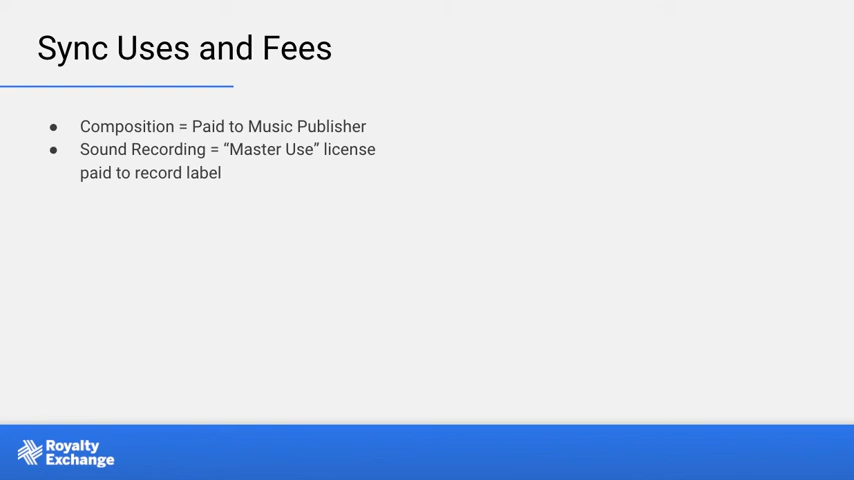 Sync Uses and Fees
● Composition = Paid to Music Publisher
● Sound Recording = “Master Use” license
paid to record label
Royalty
Exchange